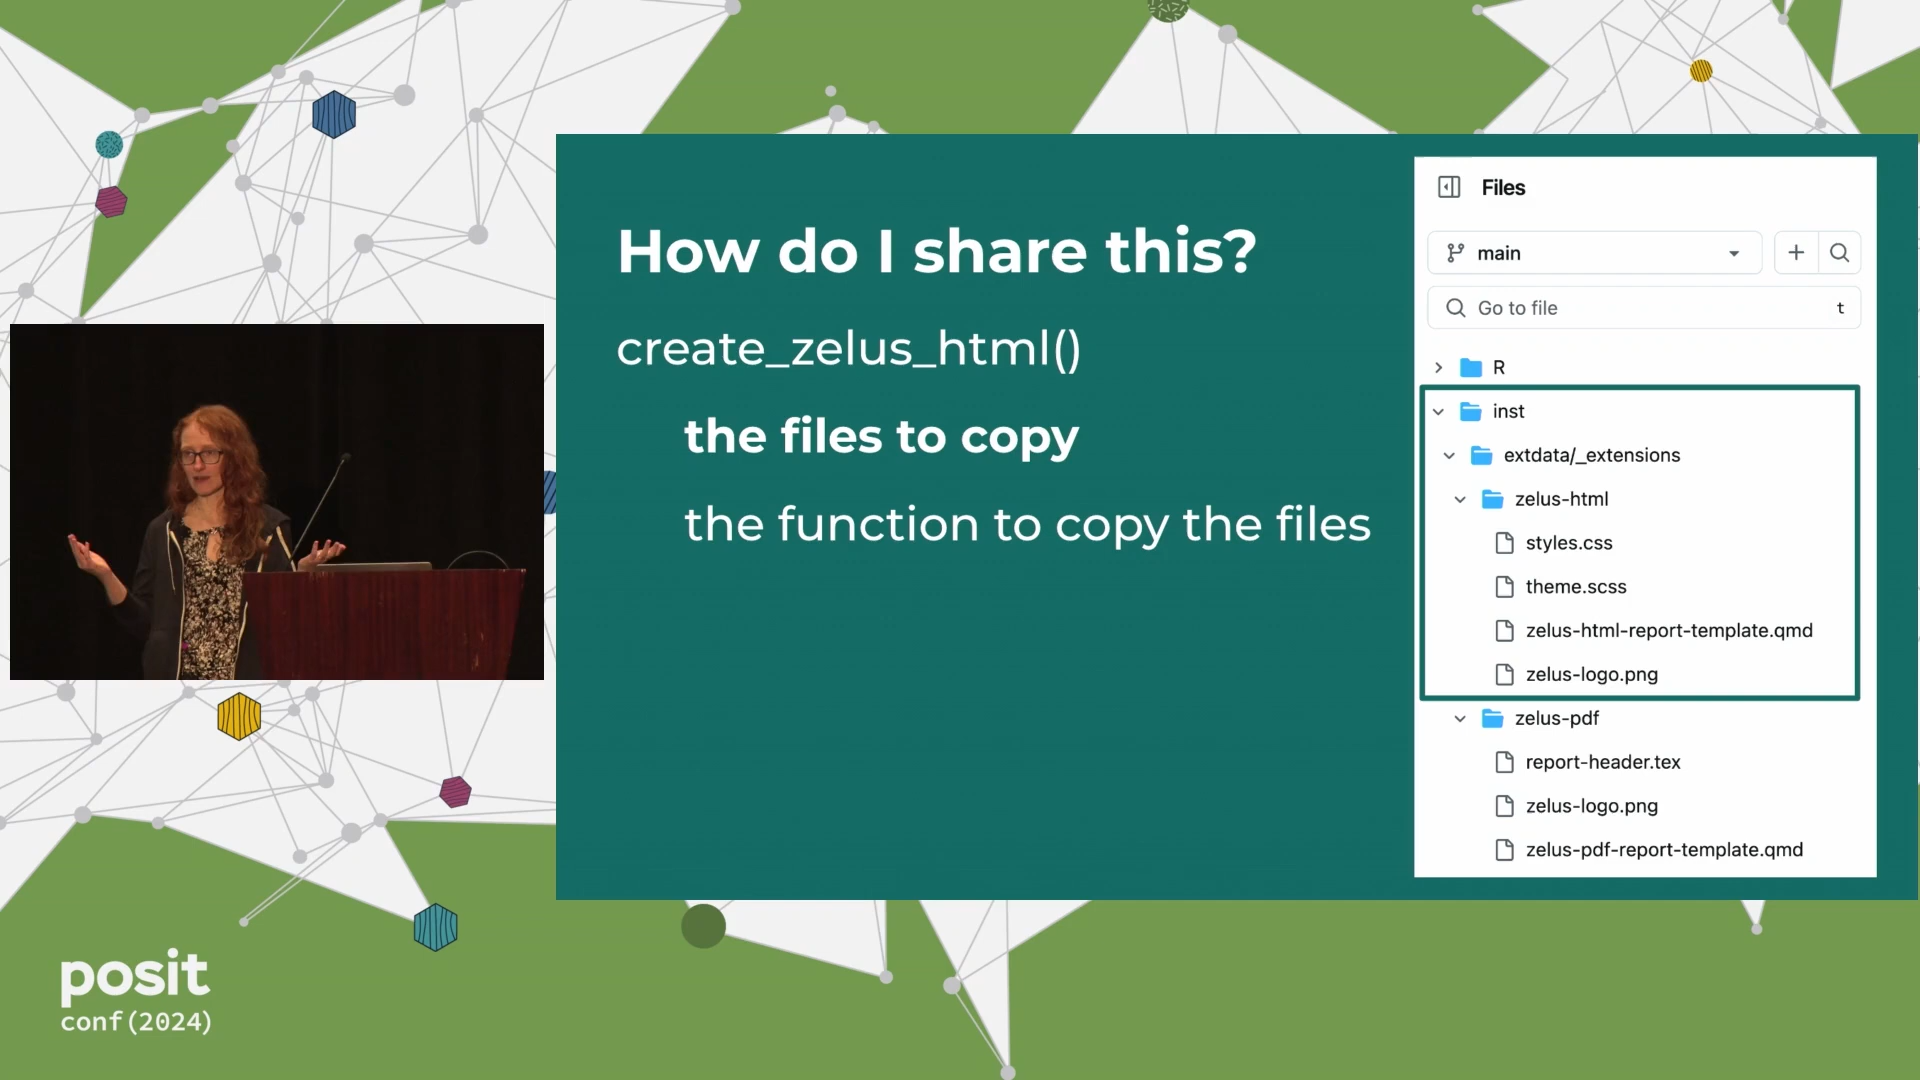 How do I share this?
create_zelus_html()
the files to copy
the function to copy the files
Files
main
Go to file
t
R
inst
extdata/_extensions
zelus-html
styles.css
theme.scss
zelus-html-report-template.qmd
zelus-logo.png
zelus-pdf
report-header.tex
zelus-logo.png
zelus-pdf-report-template.qmd
posit
conf(2024)